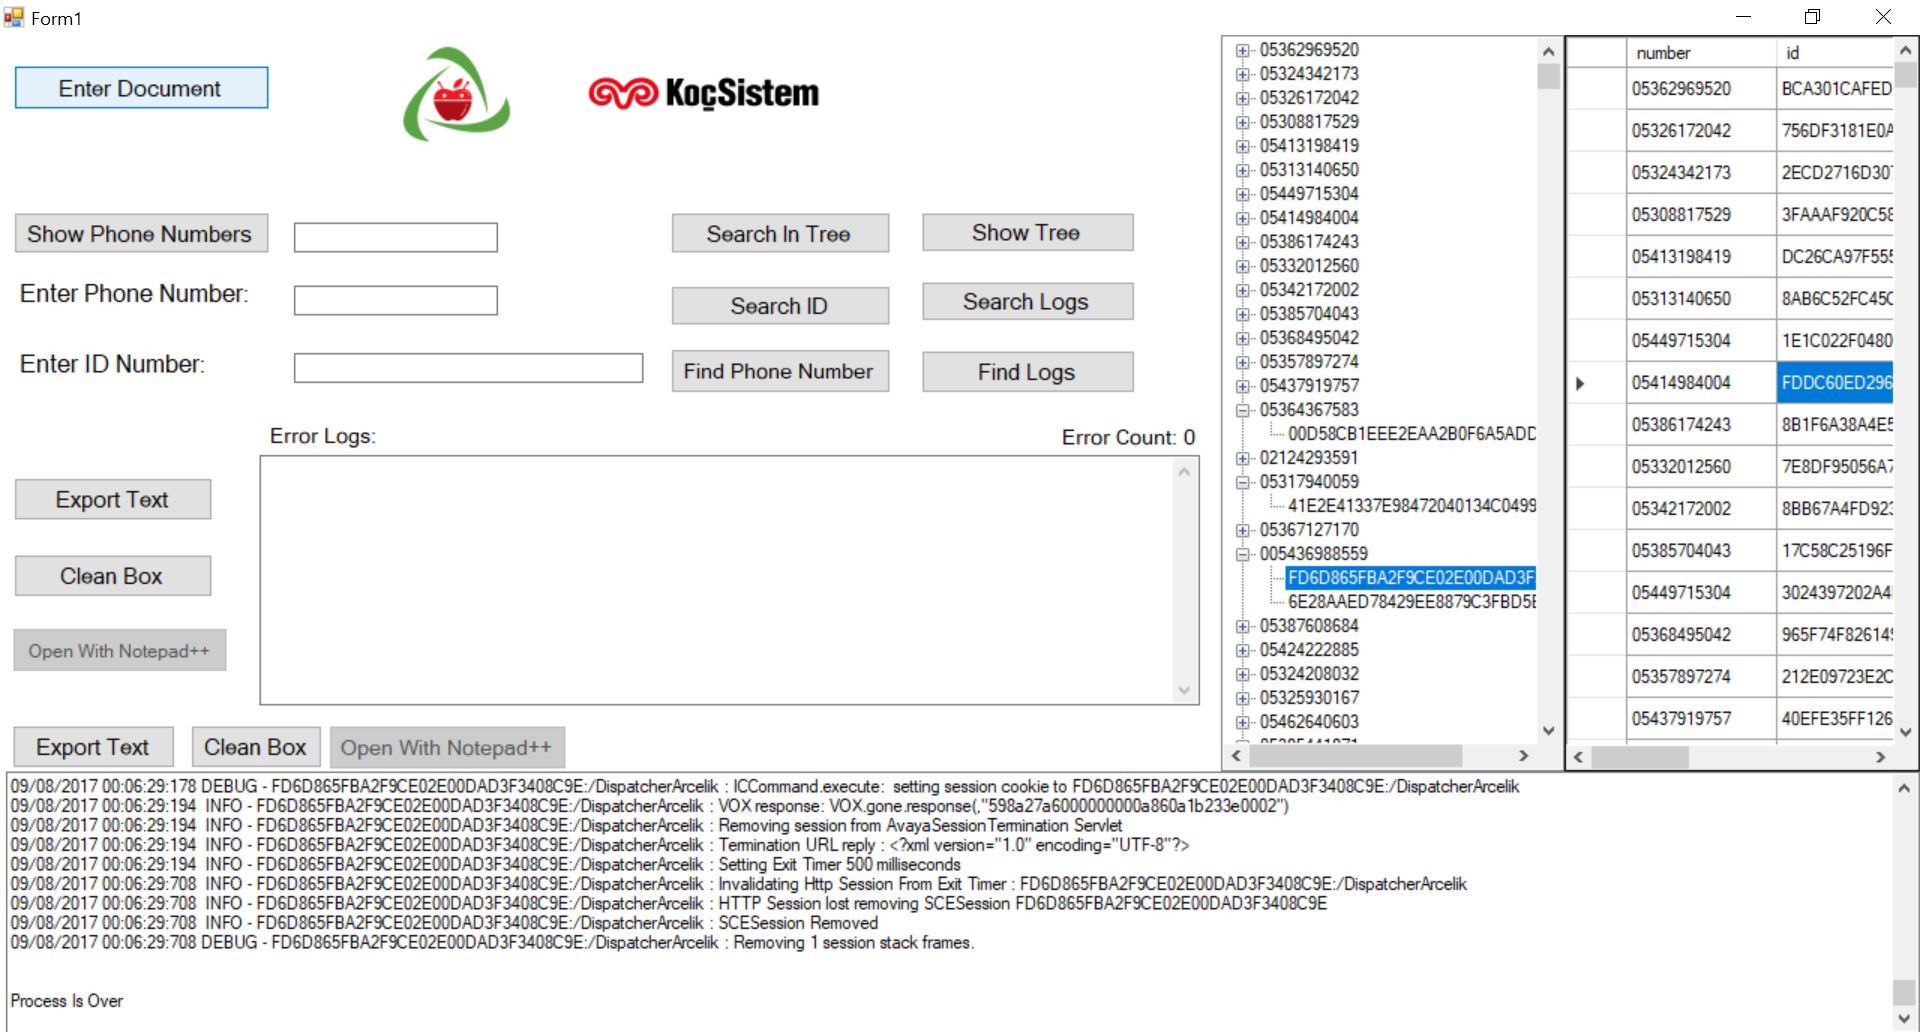 Form1
Enter Document
KoçSistem
Show Phone Numbers
Search In Tree
Show Tree
Enter Phone Number:
Search ID
Search Logs
Enter ID Number:
Find Phone Number
Find Logs
Error Logs:
Error Count: 0
Export Text
Clean Box
Open With Notepad++
Export Text
Clean Box
Open With Notepad++
05362969520
05324342173
05326172042
05308817529
05413198419
05313140650
05449715304
05414984004
05386174243
05332012560
05342172002
05385704043
05368495042
05357897274
05437919757
05364367583
00D58CB1EEE2EAA2B0F6A5ADD
02124293591
05317940059
41E2E41337E98472040134C0499
05367127170
005436988559
FD6D865FBA2F9CE02E00DAD3F
6E28AAED78429EE8879C3FBD5E
05387608684
05424222885
05324208032
05325930167
05462640603
number id
05362969520 BCA301CAFED
05326172042 756DF3181E0A
05324342173 2ECD2716D30
05308817529 3FAAAF920C58
05413198419 DC26CA97F555
05313140650 8AB6C52FC45C
05449715304 1E1C022F0480
05414984004 FDDC60ED296
05386174243 8B1F6A38A4E5
05332012560 7E8DF95056A7
05342172002 8BB67A4FD923
05385704043 17C58C25196F
05449715304 3024397202A4
05368495042 965F74F82614
05357897274 212E09723E2C
05437919757 40EFE35FF126
09/08/2017 00:06:29:178 DEBUG - FD6D865FBA2F9CE02E00DAD3F3408C9E:/DispatcherArcelik : ICCommand.execute: setting session cookie to FD6D865FBA2F9CE02E00DAD3F3408C9E:/DispatcherArcelik
09/08/2017 00:06:29:194 INFO - FD6D865FBA2F9CE02E00DAD3F3408C9E:/DispatcherArcelik : VOX response: VOX.gone.response(,"598a27a6000000000a860a1b233e0002")
09/08/2017 00:06:29:194 INFO - FD6D865FBA2F9CE02E00DAD3F3408C9E:/DispatcherArcelik : Removing session from AvayaSessionTermination Servlet
09/08/2017 00:06:29:194 INFO - FD6D865FBA2F9CE02E00DAD3F3408C9E:/DispatcherArcelik : Termination URL reply : <?xml version="1.0" encoding="UTF-8"?>
09/08/2017 00:06:29:194 INFO - FD6D865FBA2F9CE02E00DAD3F3408C9E:/DispatcherArcelik : Setting Exit Timer 500 milliseconds
09/08/2017 00:06:29:708 INFO - FD6D865FBA2F9CE02E00DAD3F3408C9E:/DispatcherArcelik : Invalidating Http Session From Exit Timer : FD6D865FBA2F9CE02E00DAD3F3408C9E:/DispatcherArcelik
09/08/2017 00:06:29:708 INFO - FD6D865FBA2F9CE02E00DAD3F3408C9E:/DispatcherArcelik : HTTP Session lost removing SCESession FD6D865FBA2F9CE02E00DAD3F3408C9E
09/08/2017 00:06:29:708 INFO - FD6D865FBA2F9CE02E00DAD3F3408C9E:/DispatcherArcelik : SCESession Removed
09/08/2017 00:06:29:708 DEBUG - FD6D865FBA2F9CE02E00DAD3F3408C9E:/DispatcherArcelik : Removing 1 session stack frames.
Process Is Over